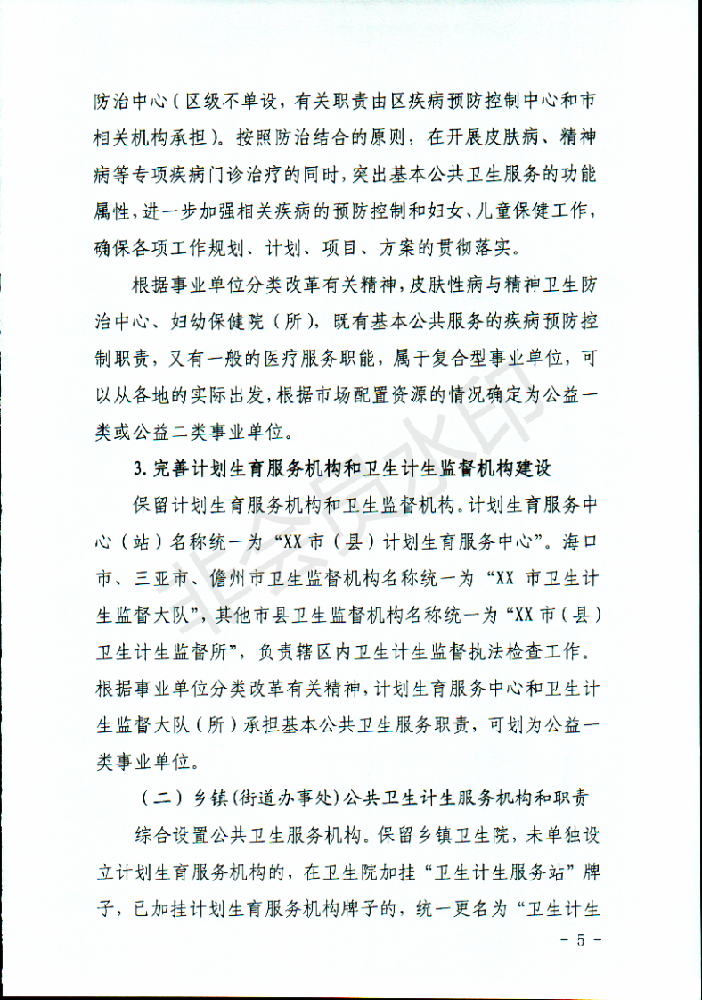 防治中心（区级不单设，有关职责由区疾病预防控制中心和市
相关机构承担）。按照防治结合的原则，在开展皮肤病、精神
病等专项疾病门诊治疗的同时，突出基本公共卫生服务的功能
属性，进一步加强相关疾病的预防控制和妇女、儿童保健工作，
确保各项工作规划、计划、项目、方案的贯彻落实。
根据事业单位分类改革有关精神，皮肤性病与精神卫生防
治中心、妇幼保健院（所），既有基本公共服务的疾病预防控
制职责，又有一般的医疗服务职能，属于复合型事业单位，可
以从各地的实际出发，根据市场配置资源的情况确定为公益一
类或公益二类事业单位。
3.完善计划生育服务机构和卫生计生监督机构建设
保留计划生育服务机构和卫生监督机构。计划生育服务中
心（站）名称统一为“XX市（县）计划生育服务中心”。海口
市、三亚市、儋州市卫生监督机构名称统一为“XX 市卫生计
生监督大队”，其他市县卫生监督机构名称统一为“XX市（县）
卫生计生监督所”，负责辖区内卫生计生监督执法检查工作。
根据事业单位分类改革有关精神，计划生育服务中心和卫生计
生监督大队（所）承担基本公共卫生服务职责，可划为公益一
类事业单位。
（二）乡镇(街道办事处)公共卫生计生服务机构和职责
综合设置公共卫生服务机构。保留乡镇卫生院，未单独设
立计划生育服务机构的，在卫生院加挂“卫生计生服务站”牌
子，已加挂计划生育服务机构牌子的，统一更名为“卫生计生
- 5 -
非会员水印